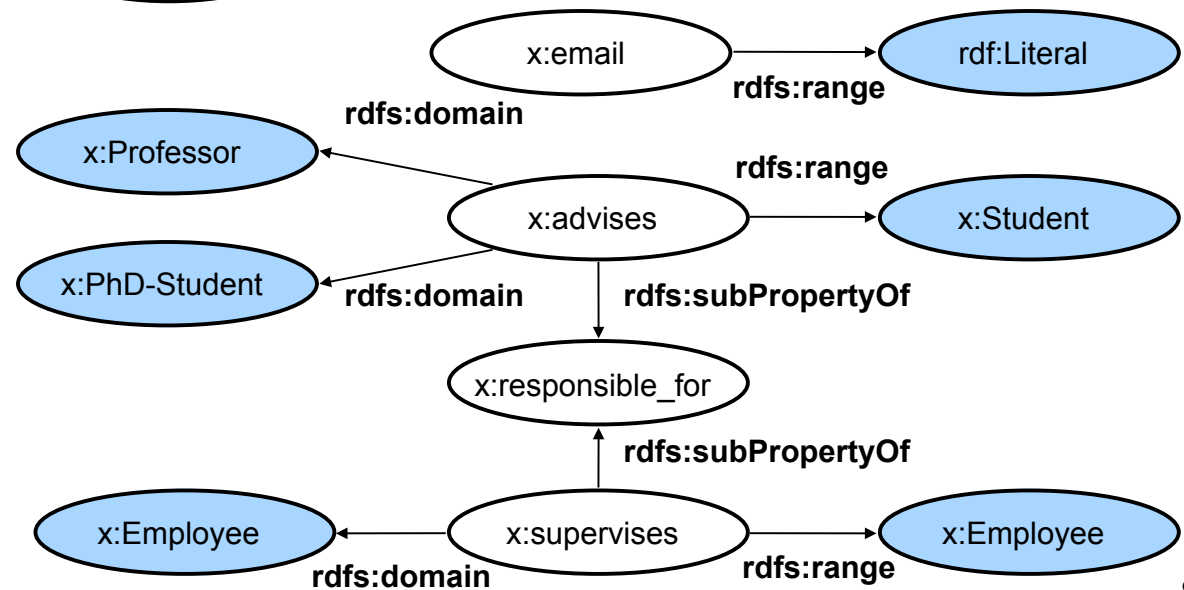 x:email
rdf:Literal
rdfs:range
rdfs:domain
x:Professor
rdfs:range
x:advises
x:Student
x:PhD-Student
rdfs:domain
rdfs:subPropertyOf
x:responsible_for
rdfs:subPropertyOf
x:Employee
x:supervises
x:Employee
rdfs:domain
rdfs:range